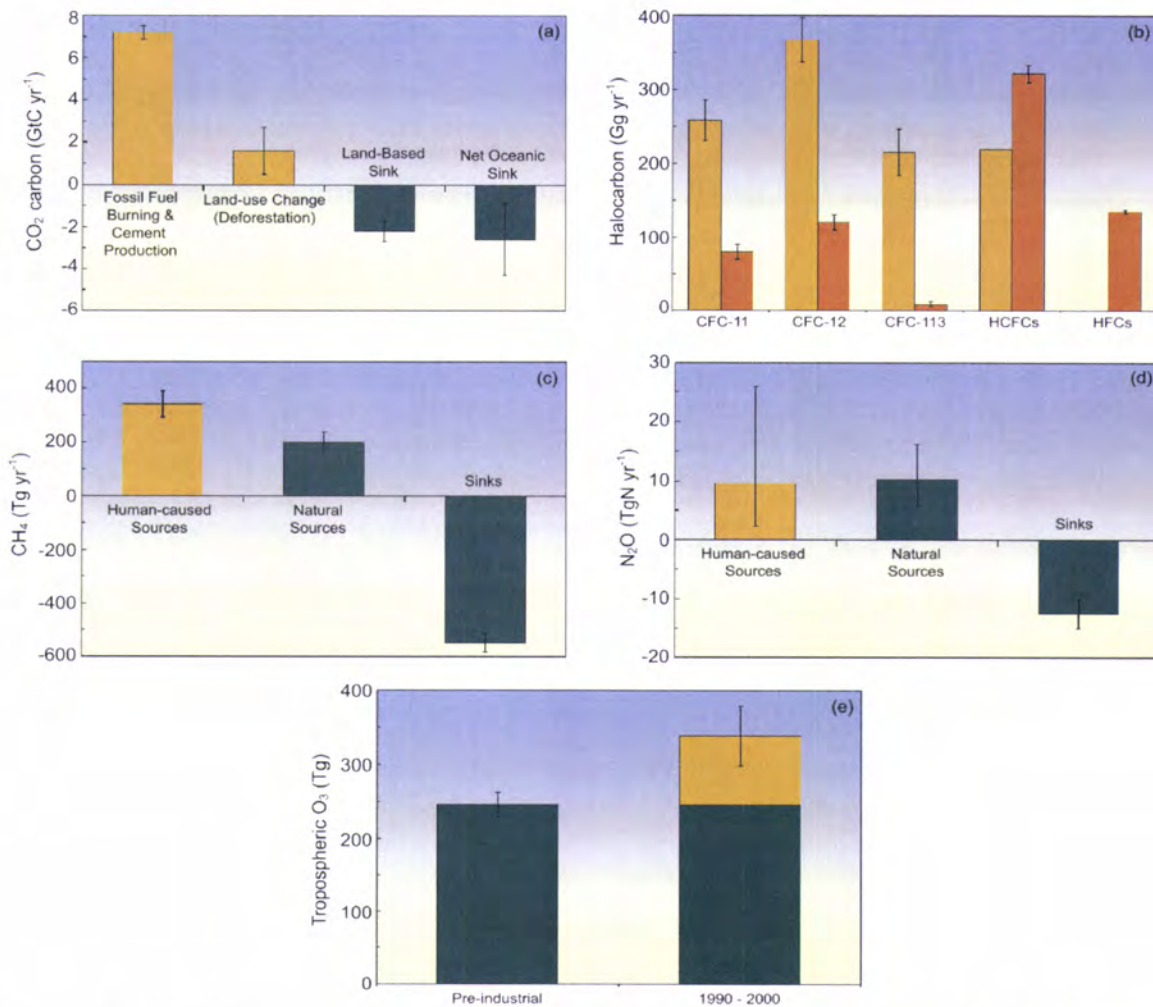 (a)
CO₂ carbon (GtC yr⁻¹)
8
6
4
2
0
-2
-4
-6
Fossil Fuel
Burning &
Cement
Production
Land-use Change
(Deforestation)
Land-Based
Sink
Net Oceanic
Sink
(b)
Halocarbon (Gg yr⁻¹)
400
300
200
100
0
CFC-11
CFC-12
CFC-113
HCFCs
HFCs
(c)
CH₄ (Tg yr⁻¹)
400
200
0
-200
-400
-600
Human-caused
Sources
Natural
Sources
Sinks
(d)
N₂O (TgN yr⁻¹)
30
20
10
0
-10
-20
Human-caused
Sources
Natural
Sources
Sinks
(e)
Tropospheric O₃ (Tg)
400
300
200
100
0
Pre-industrial
1990 - 2000